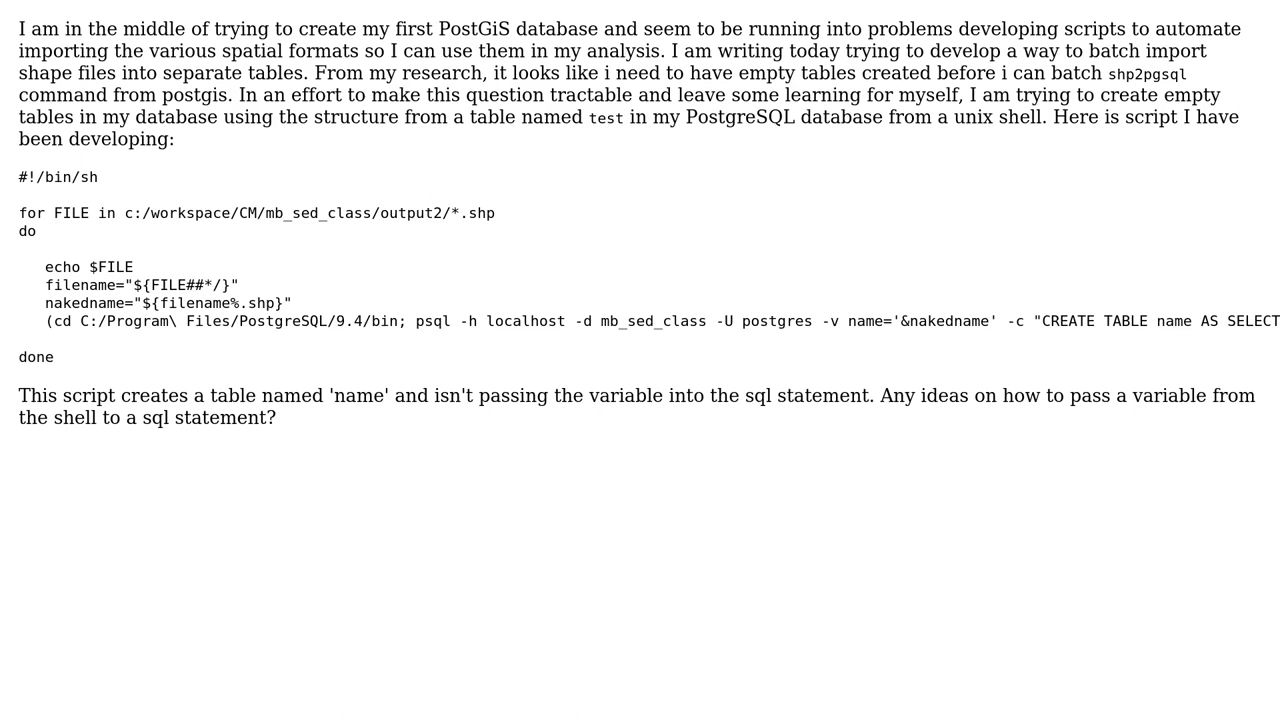 I am in the middle of trying to create my first PostGiS database and seem to be running into problems developing scripts to automate
importing the various spatial formats so I can use them in my analysis. I am writing today trying to develop a way to batch import
shape files into separate tables. From my research, it looks like i need to have empty tables created before i can batch shp2pgsql
command from postgis. In an effort to make this question tractable and leave some learning for myself, I am trying to create empty
tables in my database using the structure from a table named test in my PostgreSQL database from a unix shell. Here is script I have
been developing:
#!/bin/sh
for FILE in c:/workspace/CM/mb_sed_class/output2/*.shp
do
echo $FILE
filename="${FILE##*/}"
nakedname="${filename%.shp}"
(cd C:/Program\ Files/PostgreSQL/9.4/bin; psql -h localhost -d mb_sed_class -U postgres -v name='&nakedname' -c "CREATE TABLE name AS SELECT
done
This script creates a table named 'name' and isn't passing the variable into the sql statement. Any ideas on how to pass a variable from
the shell to a sql statement?